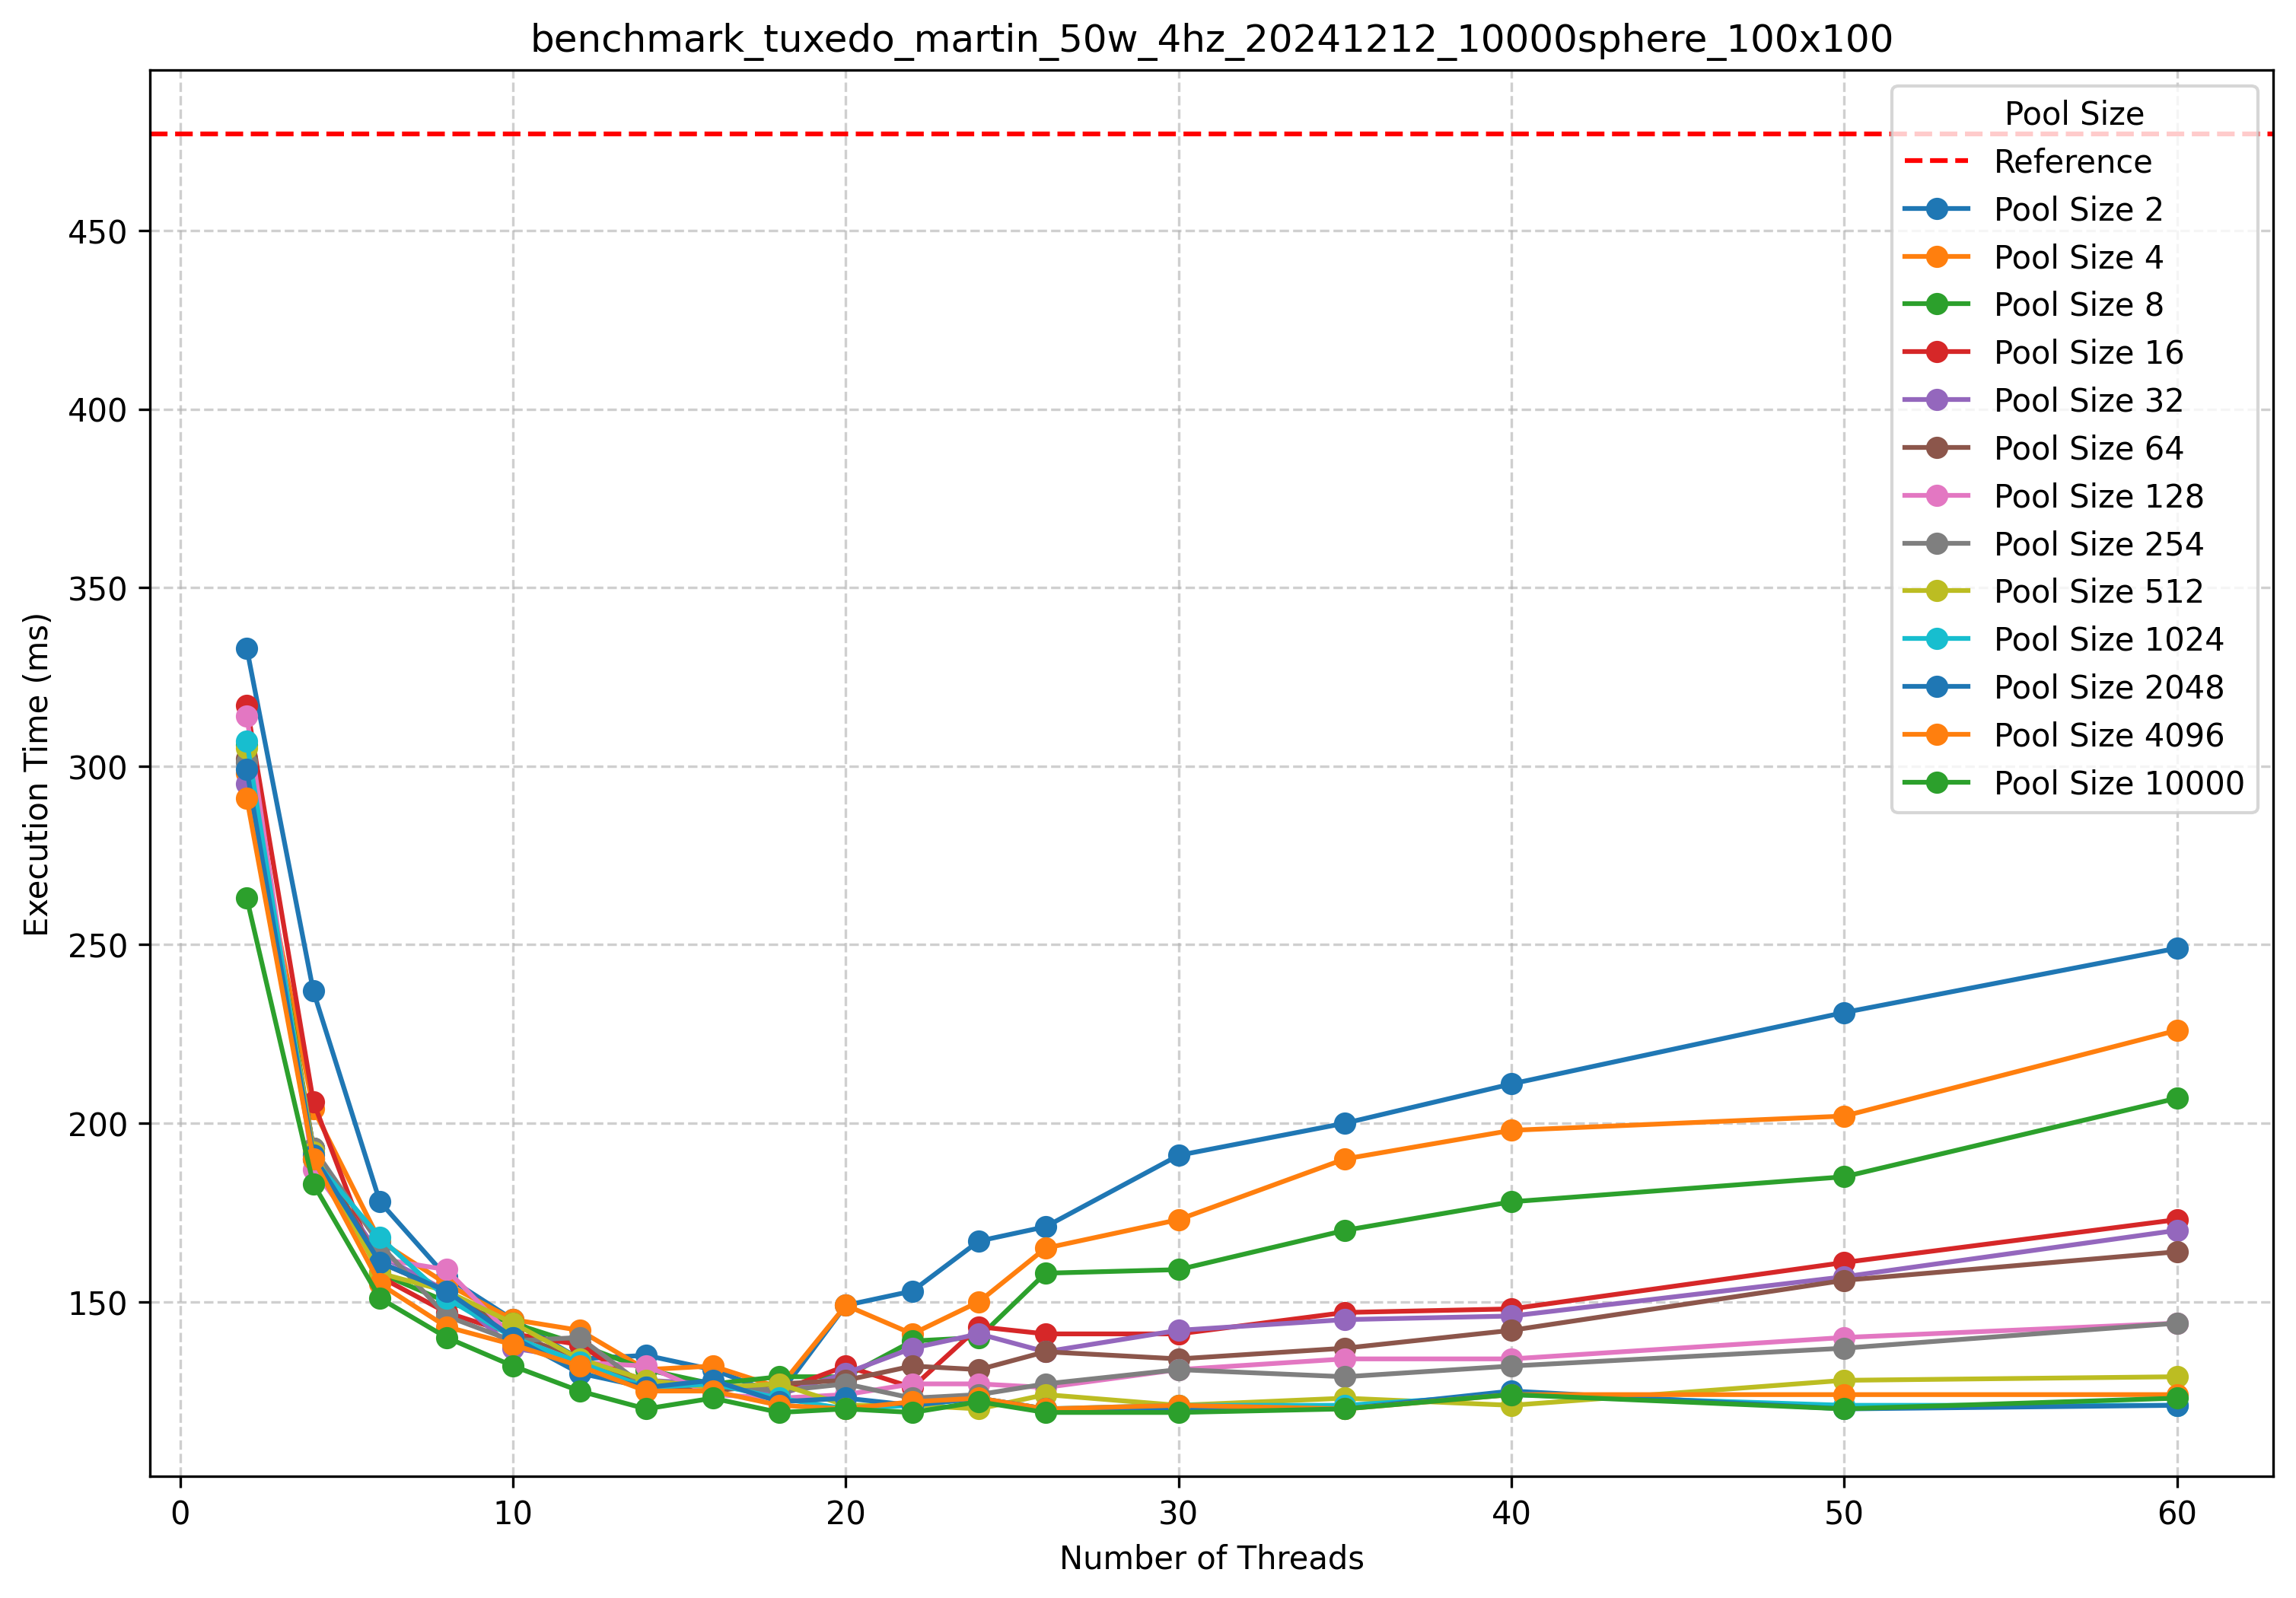 benchmark_tuxedo_martin_50w_4hz_20241212_10000sphere_100x100
Pool Size
Reference
Pool Size 2
Pool Size 4
Pool Size 8
Pool Size 16
Pool Size 32
Pool Size 64
Pool Size 128
Pool Size 254
Pool Size 512
Pool Size 1024
Pool Size 2048
Pool Size 4096
Pool Size 10000
Execution Time (ms)
450
400
350
300
250
200
150
0 10 20 30 40 50 60
Number of Threads